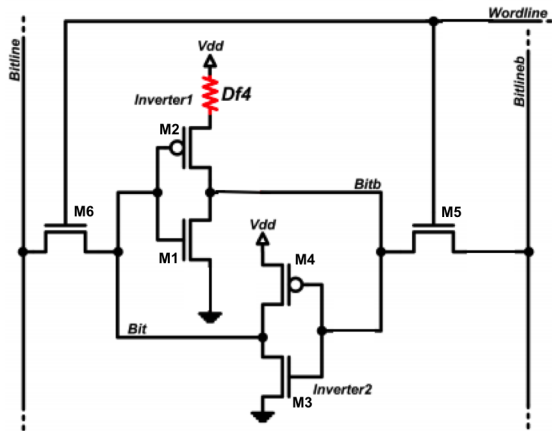 Wordline
Bitline
Vdd
Bitlineb
Inverter1
Df4
M2
Bitb
M6
M5
Vdd
M1
M4
Bit
Inverter2
M3